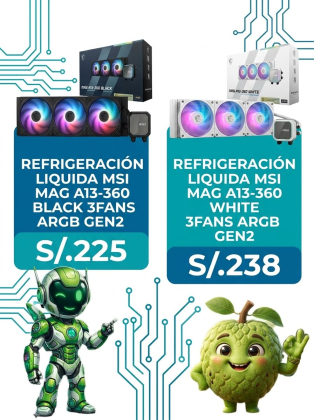 REFRIGERACIÓN
LIQUIDA MSI
MAG A13-360
BLACK 3FANS
ARGB GEN2
S/.225
REFRIGERACIÓN
LIQUIDA MSI
MAG A13-360
WHITE
3FANS ARGB
GEN2
S/.238